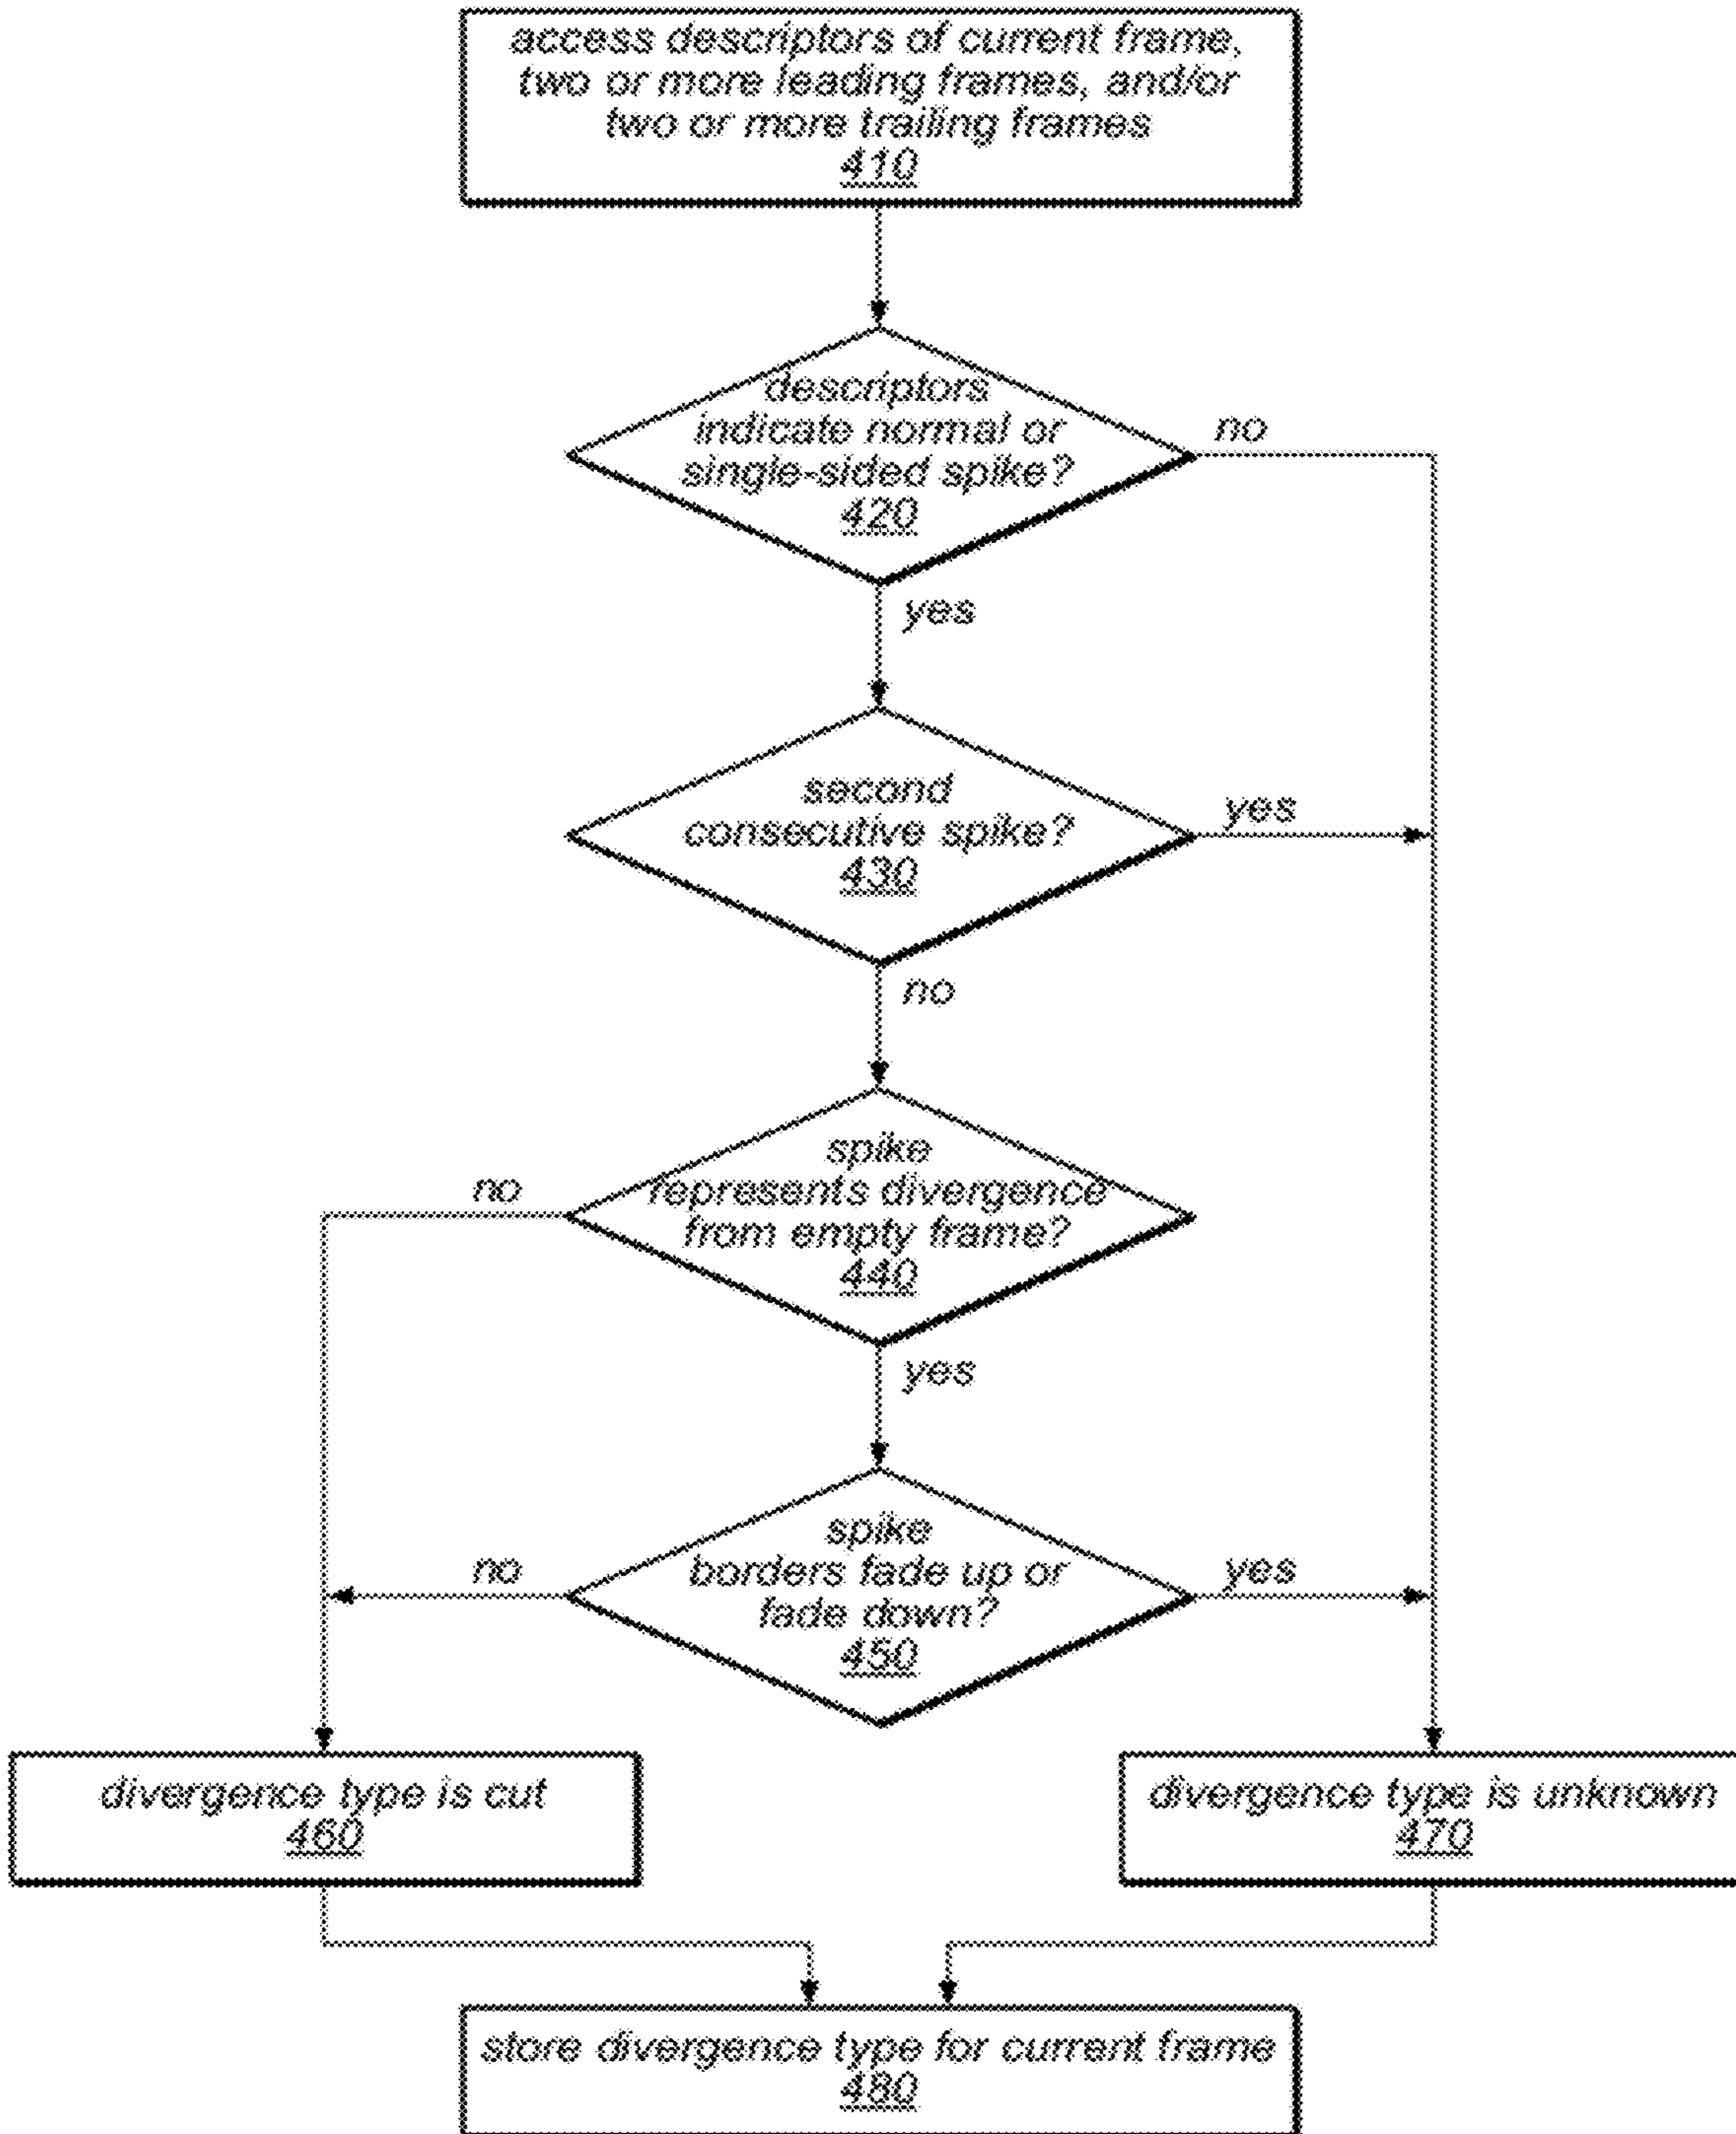 access descriptors of current frame,
two or more leading frames, and/or
two or more trailing frames
410
descriptors
indicate normal or
single-sided spike?
420
no
yes
second
consecutive spike?
430
yes
no
spike
represents divergence
from empty frame?
440
no
yes
spike
borders fade up or
fade down?
450
no
yes
divergence type is cut
460
divergence type is unknown
470
store divergence type for current frame
480